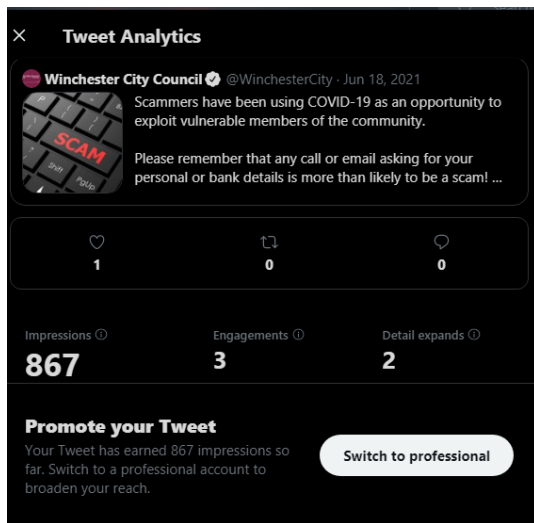 Tweet Analytics
Winchester City Council @WinchesterCity · Jun 18, 2021
Scammers have been using COVID-19 as an opportunity to
exploit vulnerable members of the community.
Please remember that any call or email asking for your
personal or bank details is more than likely to be a scam! ...
SCAM
Shift
PgUp
1
0
0
Impressions
Engagements
Detail expands
867
3
2
Promote your Tweet
Your Tweet has earned 867 impressions so
far. Switch to a professional account to
broaden your reach.
Switch to professional